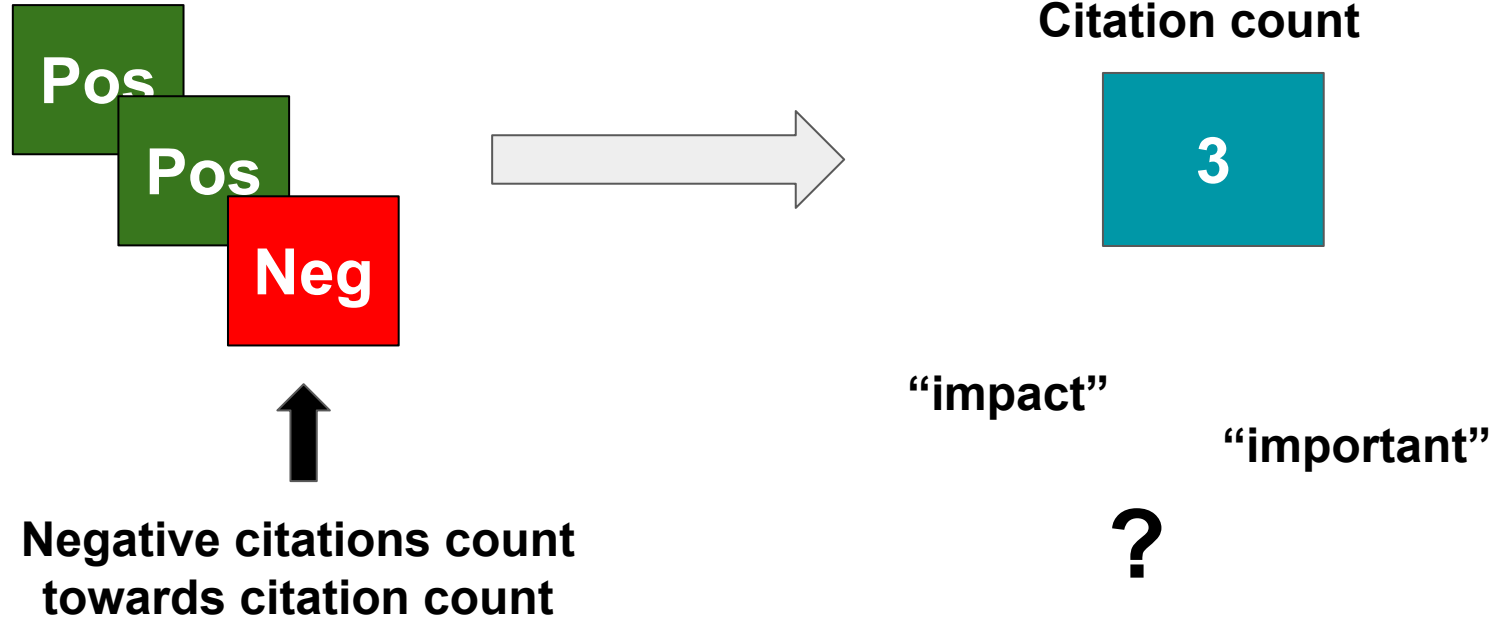 Citation count
Pos
Pos
Neg
3
“impact”
“important”
?
Negative citations count
towards citation count